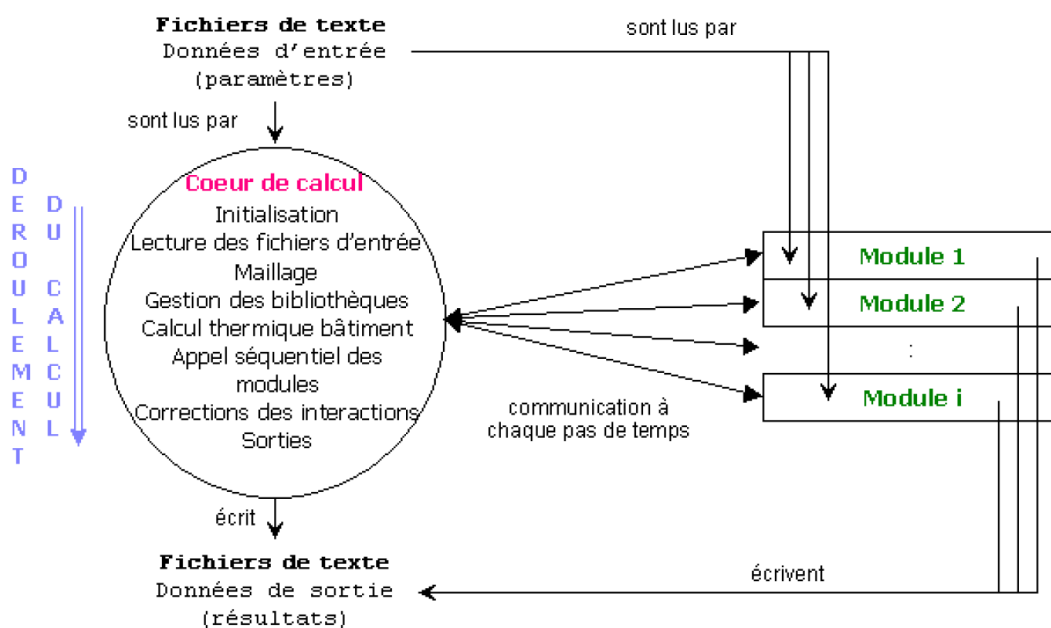 Fichiers de texte
Données d'entrée
(paramètres)
sont lus par
sont lus par
DEROULEMENT
DU CALCUL
Coeur de calcul
Initialisation
Lecture des fichiers d'entrée
Maillage
Gestion des bibliothèques
Calcul thermique bâtiment
Appel séquentiel des
modules
Corrections des interactions
Sorties
Module 1
Module 2
:
Module i
communication à
chaque pas de temps
écrit
Fichiers de texte
Données de sortie
(résultats)
écrivent